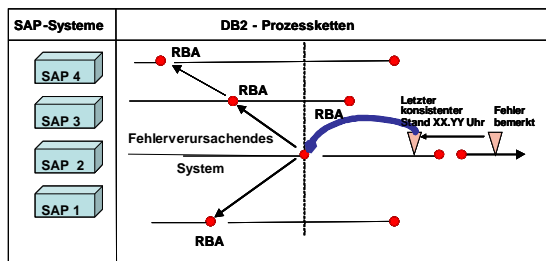 SAP-Systeme
DB2 - Prozessketten
SAP 4
SAP 3
SAP 2
SAP 1
RBA
RBA
RBA
Letzter
konsistenter
Stand XX.YY Uhr
Fehler
bemerkt
Fehlerverursachendes
System
RBA